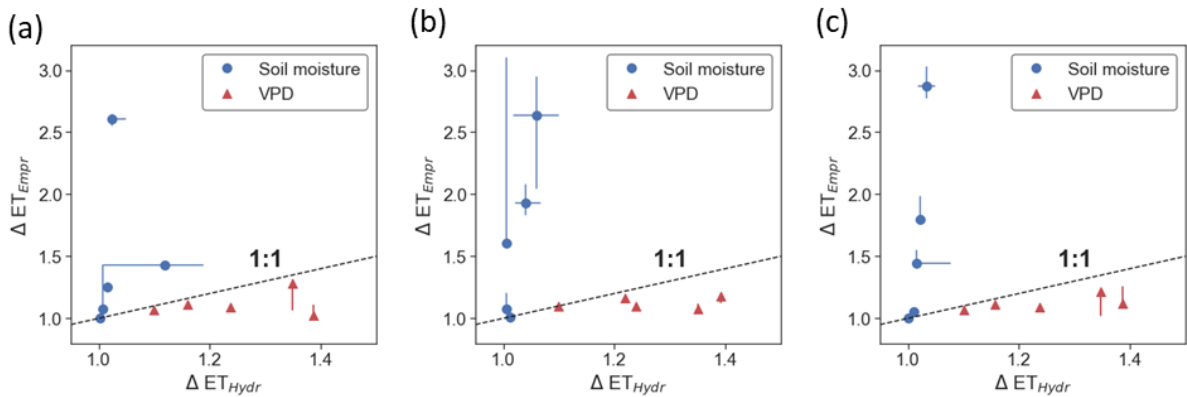 (a)
3.0
2.5
2.0
1.5
1.0
Δ ET_Empr
Soil moisture
VPD
1:1
1.0
1.2
1.4
Δ ET_Hydr
(b)
3.0
2.5
2.0
1.5
1.0
Δ ET_Empr
Soil moisture
VPD
1:1
1.0
1.2
1.4
Δ ET_Hydr
(c)
3.0
2.5
2.0
1.5
1.0
Δ ET_Empr
Soil moisture
VPD
1:1
1.0
1.2
1.4
Δ ET_Hydr